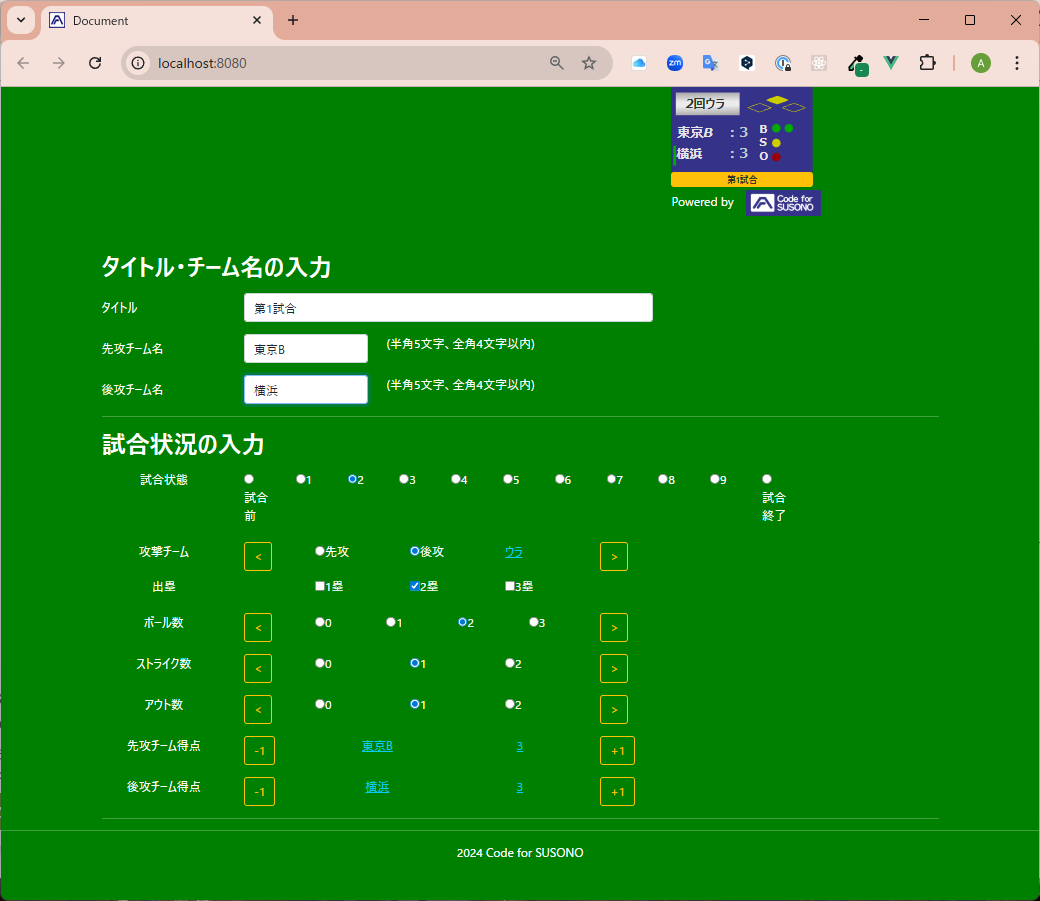 Document
localhost:8080
zm
A
2回ウラ
東京B : 3 B
横浜 : 3 S
O
第1試合
Powered by Code for SUSONO
タイトル・チーム名の入力
タイトル 第1試合
先攻チーム名 東京B (半角5文字、全角4文字以内)
後攻チーム名 横浜 (半角5文字、全角4文字以内)
試合状況の入力
試合状態 試合前 1 2 3 4 5 6 7 8 9 試合終了
攻撃チーム < 先攻 後攻 ウラ >
出塁 1塁 2塁 3塁
ボール数 < 0 1 2 3 >
ストライク数 < 0 1 2 >
アウト数 < 0 1 2 >
先攻チーム得点 -1 東京B 3 +1
後攻チーム得点 -1 横浜 3 +1
2024 Code for SUSONO